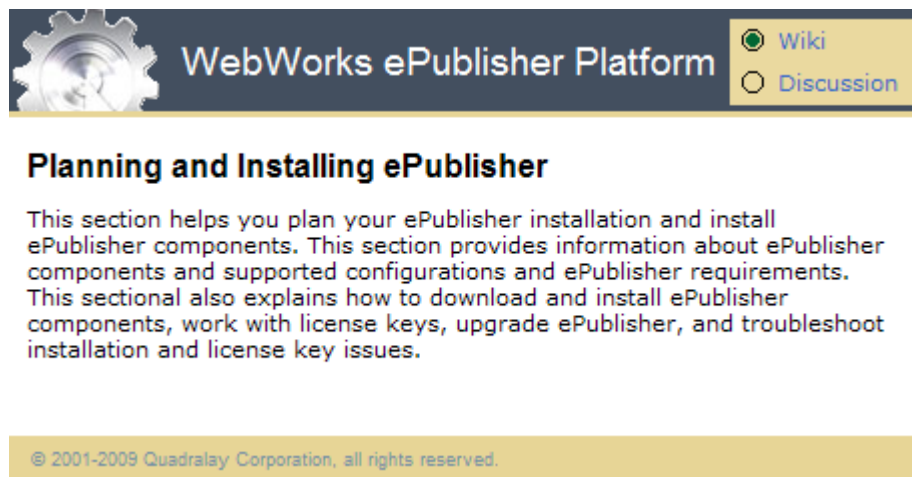 WebWorks ePublisher Platform
Wiki
Discussion
Planning and Installing ePublisher
This section helps you plan your ePublisher installation and install
ePublisher components. This section provides information about ePublisher
components and supported configurations and ePublisher requirements.
This sectional also explains how to download and install ePublisher
components, work with license keys, upgrade ePublisher, and troubleshoot
installation and license key issues.
© 2001-2009 Quadralay Corporation, all rights reserved.